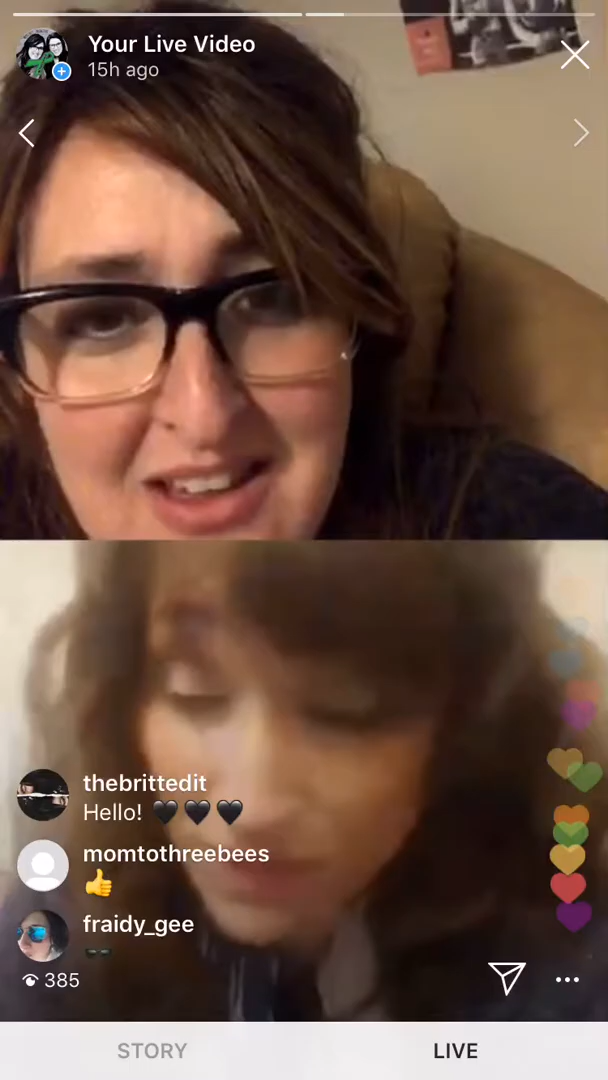 Your Live Video
15h ago
thebrittedit
Hello! 🖤🖤🖤
momtothreebees
👍
fraidy_gee
🕶
385
STORY
LIVE